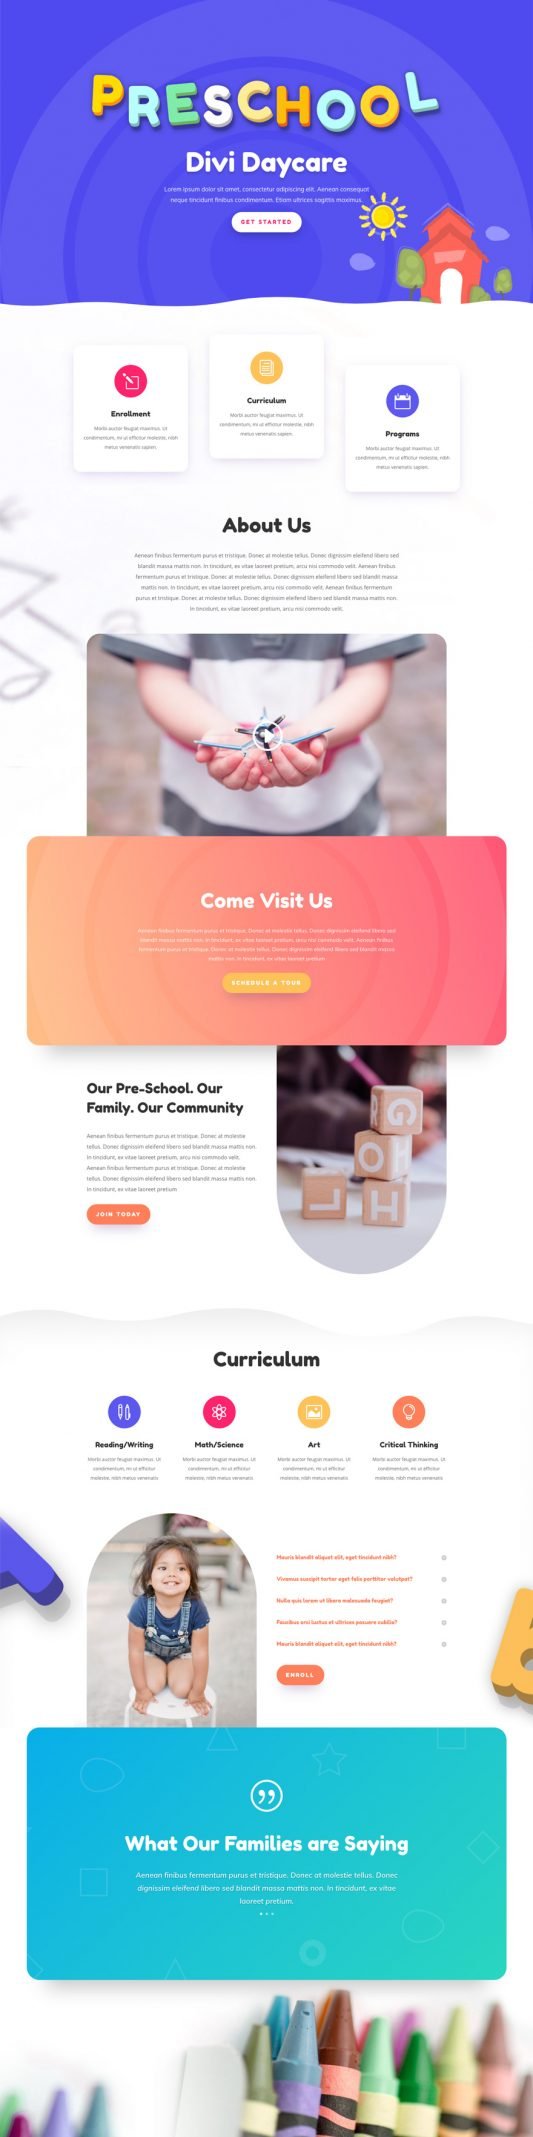 PRESCHOOL
Divi Daycare
Lorem ipsum dolor sit amet, consectetur adipiscing elit. Aenean consequat
neque tincidunt finibus condimentum. Etiam ultrices sagittis maximus.
GET STARTED
Enrollment
Morbi auctor feugiat maximus. Ut
condimentum, mi ut efficitur molestie, nibh
metus venenatis sapien.
Curriculum
Morbi auctor feugiat maximus. Ut
condimentum, mi ut efficitur molestie, nibh
metus venenatis sapien.
Programs
Morbi auctor feugiat maximus. Ut
condimentum, mi ut efficitur molestie, nibh
metus venenatis sapien.
About Us
Aenean finibus fermentum purus et tristique. Donec at molestie tellus. Donec dignissim eleifend libero sed
blandit massa mattis non. In tincidunt, ex vitae laoreet pretium, arcu nisi commodo velit. Aenean finibus
fermentum purus et tristique. Donec at molestie tellus. Donec dignissim eleifend libero sed blandit massa
mattis non. In tincidunt, ex vitae laoreet pretium, arcu nisi commodo velit. Aenean finibus fermentum
purus et tristique. Donec at molestie tellus. Donec dignissim eleifend libero sed blandit massa mattis non.
In tincidunt, ex vitae laoreet pretium, arcu nisi commodo velit.
Come Visit Us
Aenean finibus fermentum purus et tristique. Donec at molestie tellus. Donec dignissim eleifend libero sed
blandit massa mattis non. In tincidunt, ex vitae laoreet pretium, arcu nisi commodo velit. Aenean finibus
fermentum purus et tristique. Donec at molestie tellus. Donec dignissim eleifend libero sed blandit massa
mattis non. In tincidunt, ex vitae laoreet pretium
SCHEDULE A TOUR
Our Pre-School. Our
Family. Our Community
Aenean finibus fermentum purus et tristique. Donec at molestie
tellus. Donec dignissim eleifend libero sed blandit massa mattis non.
In tincidunt, ex vitae laoreet pretium, arcu nisi commodo velit.
Aenean finibus fermentum purus et tristique. Donec at molestie
tellus. Donec dignissim eleifend libero sed blandit massa mattis non.
In tincidunt, ex vitae laoreet pretium
JOIN TODAY
G
H
L
H
Curriculum
Reading/Writing
Morbi auctor feugiat maximus. Ut
condimentum, mi ut efficitur
molestie, nibh metus venenatis
Math/Science
Morbi auctor feugiat maximus. Ut
condimentum, mi ut efficitur
molestie, nibh metus venenatis
Art
Morbi auctor feugiat maximus. Ut
condimentum, mi ut efficitur
molestie, nibh metus venenatis
Critical Thinking
Morbi auctor feugiat maximus. Ut
condimentum, mi ut efficitur
molestie, nibh metus venenatis
Mauris blandit aliquet elit, eget tincidunt nibh?
Vivamus suscipit tortor eget felis porttitor volutpat?
Nulla quis lorem ut libero malesuada feugiat?
Faucibus orci luctus et ultrices posuere cubilia?
Mauris blandit aliquet elit, eget tincidunt nibh?
ENROLL
What Our Families are Saying
Aenean finibus fermentum purus et tristique. Donec at molestie tellus. Donec
dignissim eleifend libero sed blandit massa mattis non. In tincidunt, ex vitae
laoreet pretium.